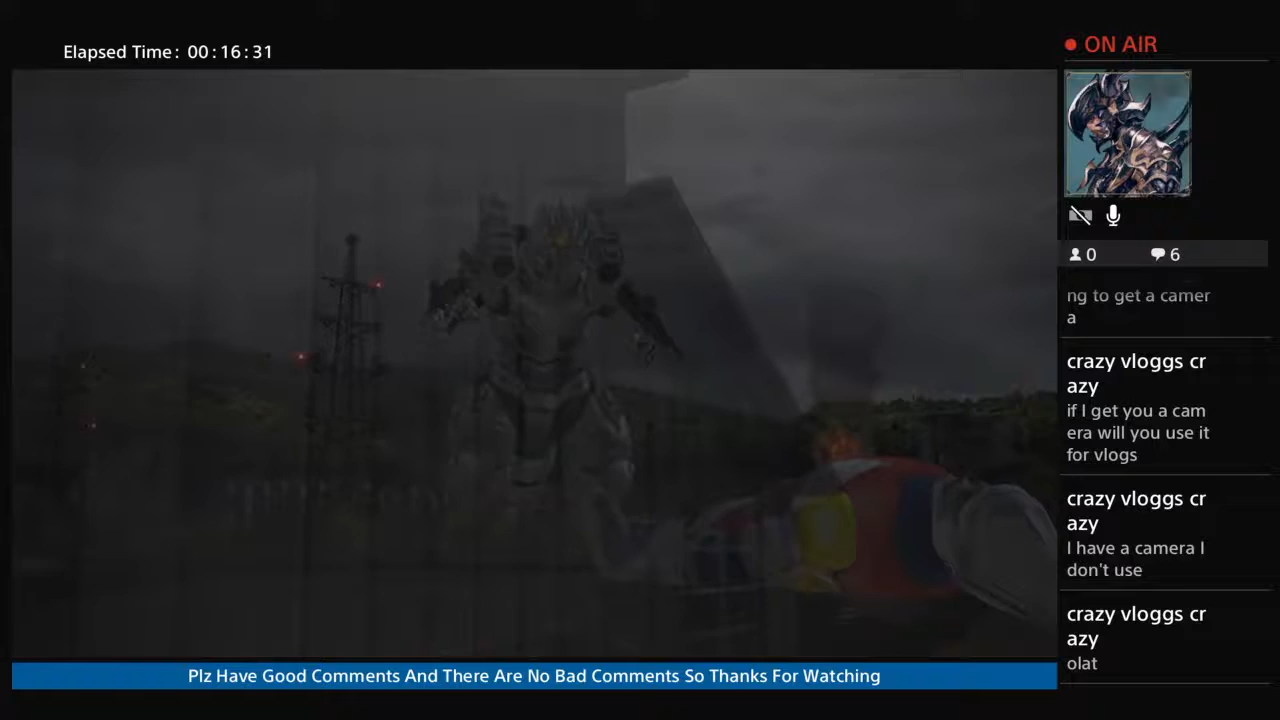 Elapsed Time: 00:16:31
ON AIR
0
6
ng to get a camer
a
crazy vloggs cr
azy
if I get you a cam
era will you use it
for vlogs
crazy vloggs cr
azy
I have a camera I
don't use
crazy vloggs cr
azy
olat
Plz Have Good Comments And There Are No Bad Comments So Thanks For Watching